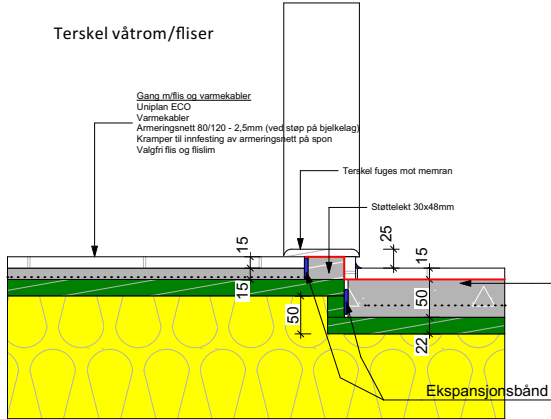 Terskel våtrom/fliser
Gang m/flis og varmekabler
Uniplan ECO
Varmekabler
Armeringsnett 80/120 - 2,5mm (ved støp på bjelkelag)
Kramper til innfesting av armeringsnett på spon
Valgfri flis og flislim
Terskel fuges mot memran
Støttelekt 30x48mm
25
15
15
15
50
50
22
Ekspansjonsbånd